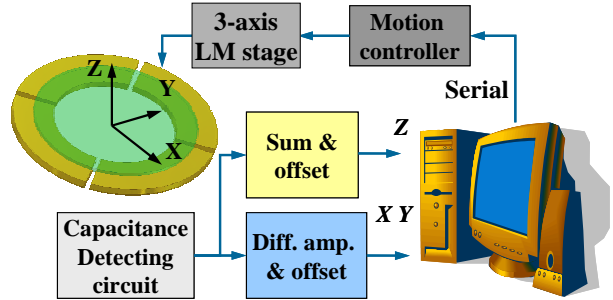 3-axis
LM stage
Motion
controller
Z
Y
X
Serial
Sum &
offset
Z
Capacitance
Detecting
circuit
Diff. amp.
& offset
X Y